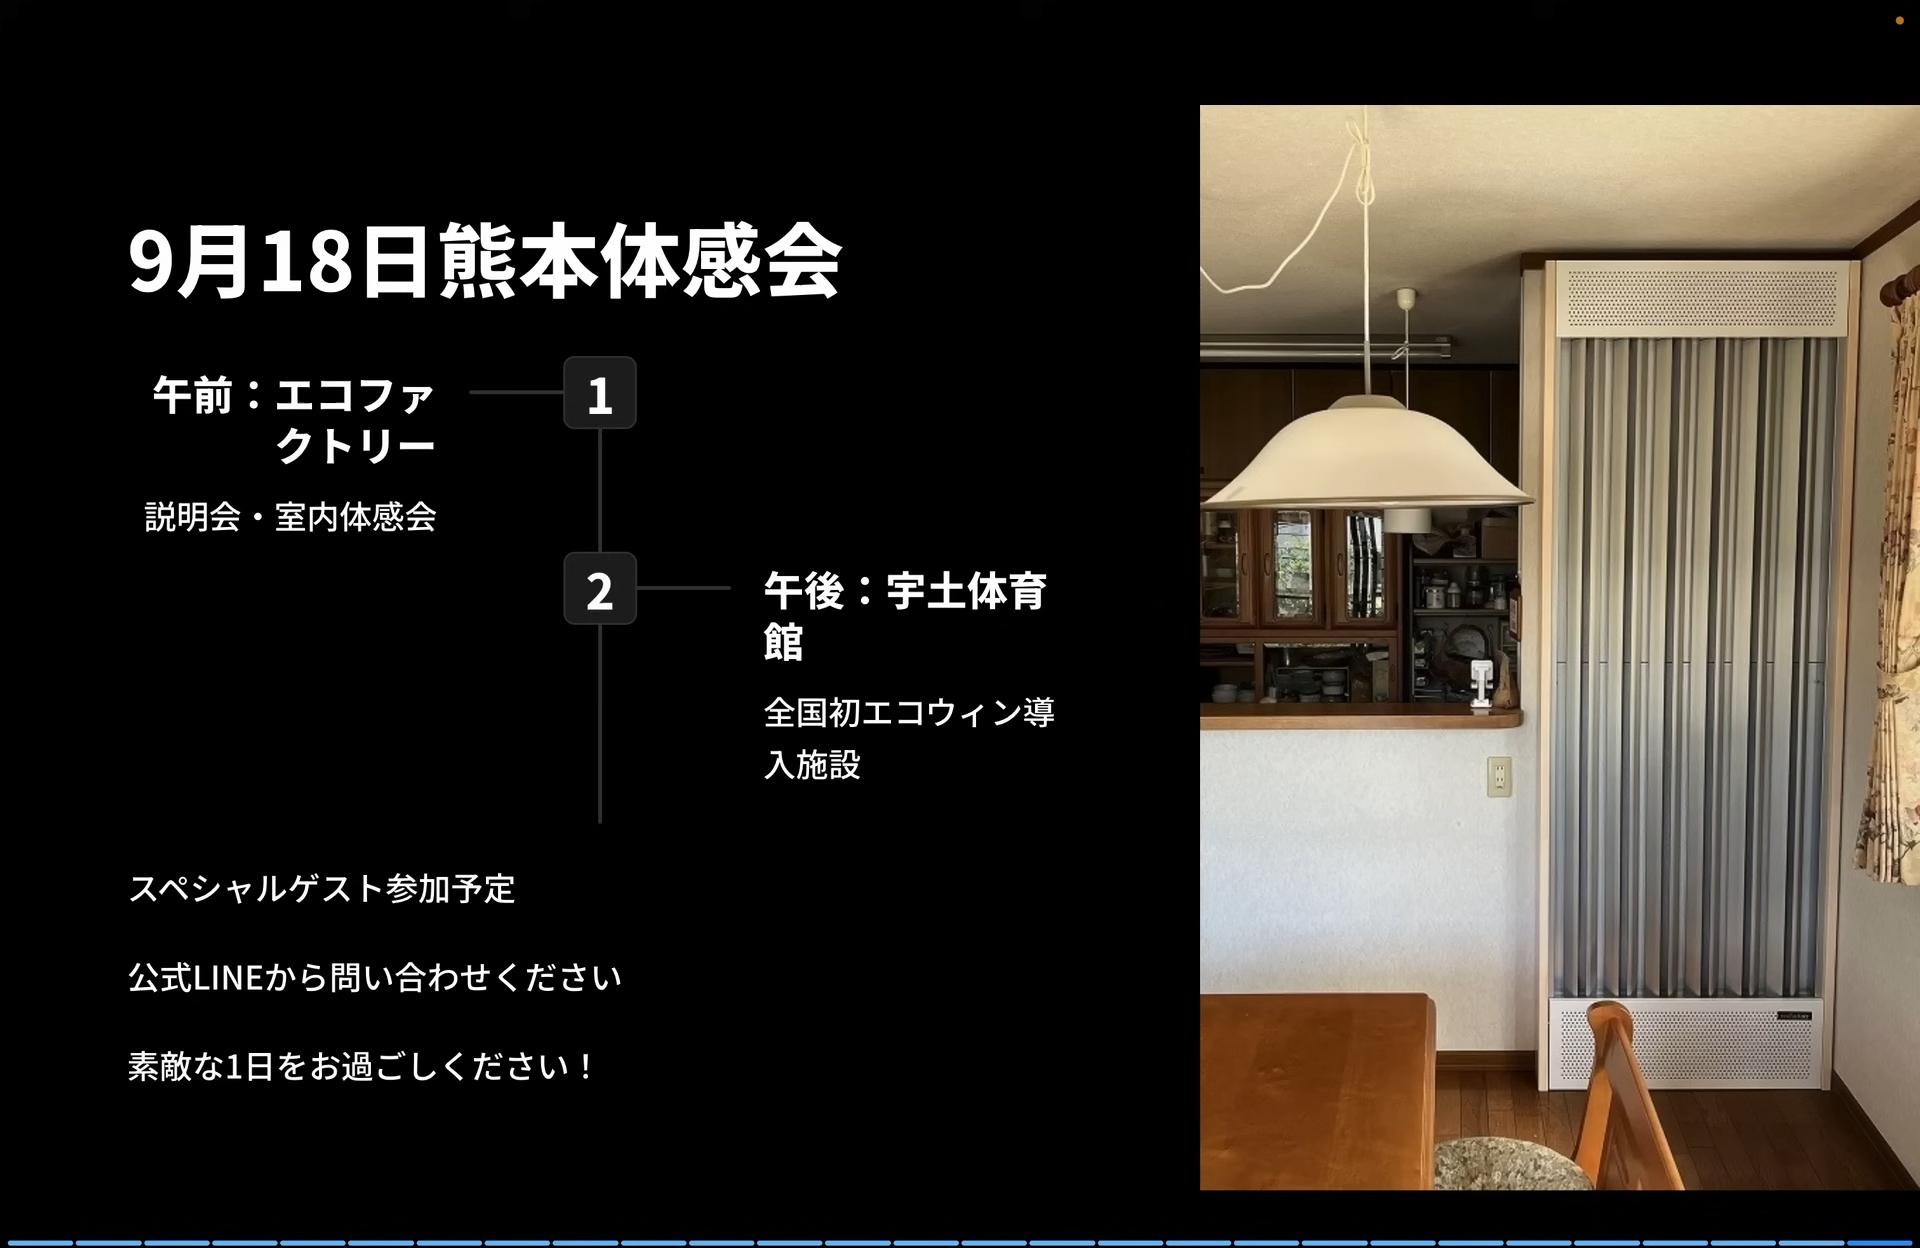 9月18日熊本体感会
午前：エコファ
クトリー
1
説明会・室内体感会
2
午後：宇土体育
館
全国初エコウィン導
入施設
スペシャルゲスト参加予定
公式LINEから問い合わせください
素敵な1日をお過ごしください！